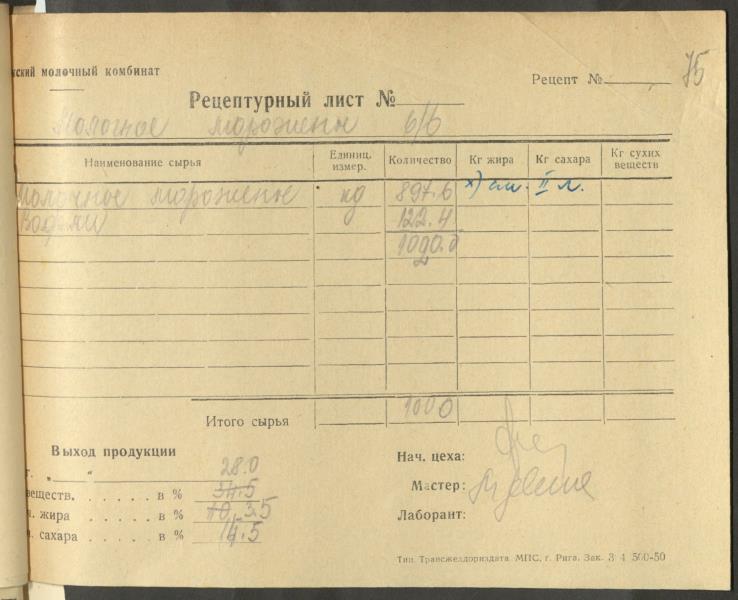 ский молочный комбинат
75
Рецепт №
Рецептурный лист №
Молочное мороженое б/б
Наименование сырья Единиц. измер. Количество Кг жира Кг сахара Кг сухих веществ
Молочное мороженое кг 897.6 х) см. II л.
122.4
Итого сырья 1000
Выход продукции
г. „ “ 28.0
веществ. . . . . . . в % 34.5
. жира . . . . . в % 10. 3.5
. сахара . . . . . в % 14.5
Нач. цеха:
Мастер:
Лаборант:
Тип. Трансжелдориздата МПС, г. Рига. Зак. 3 4 500-50